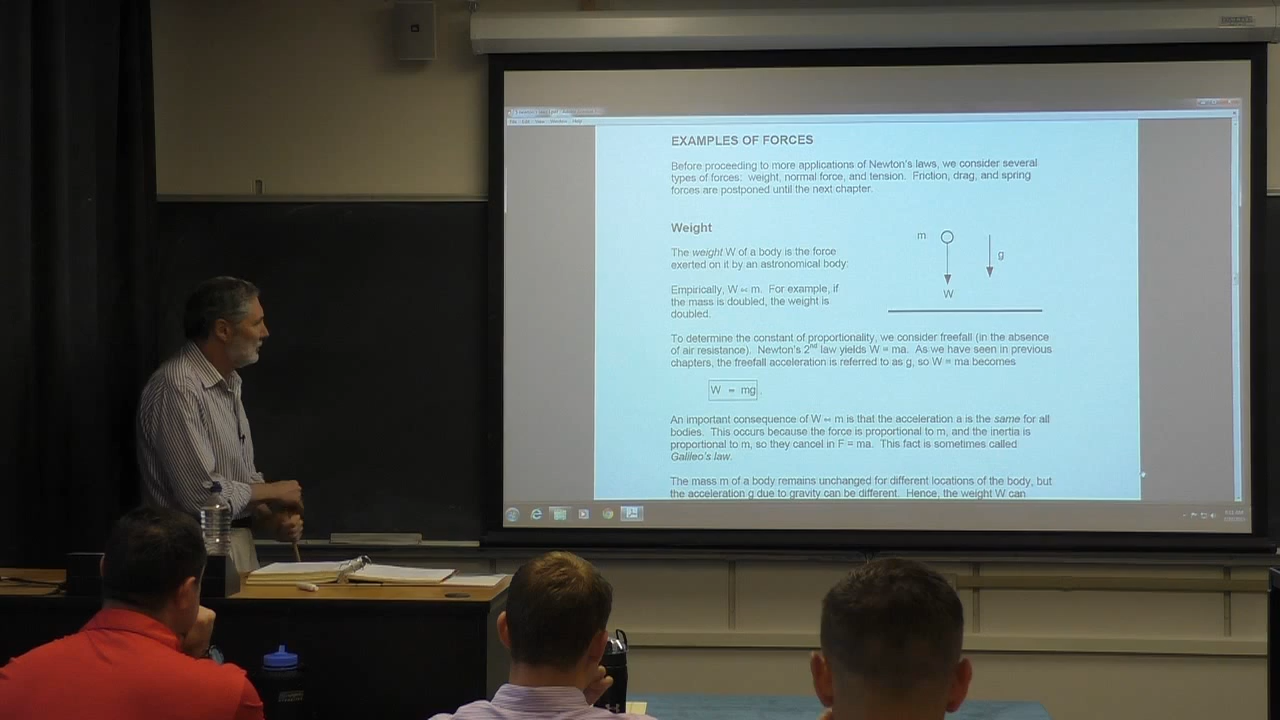 File Edit View Window Help
EXAMPLES OF FORCES
Before proceeding to more applications of Newton's laws, we consider several
types of forces: weight, normal force, and tension. Friction, drag, and spring
forces are postponed until the next chapter.
Weight
The weight W of a body is the force
exerted on it by an astronomical body:
Empirically, W ∝ m. For example, if
the mass is doubled, the weight is
doubled.
m
g
W
To determine the constant of proportionality, we consider freefall (in the absence
of air resistance). Newton's 2nd law yields W = ma. As we have seen in previous
chapters, the freefall acceleration is referred to as g, so W = ma becomes
W = mg .
An important consequence of W ∝ m is that the acceleration a is the same for all
bodies. This occurs because the force is proportional to m, and the inertia is
proportional to m, so they cancel in F = ma. This fact is sometimes called
Galileo's law.
The mass m of a body remains unchanged for different locations of the body, but
the acceleration g due to gravity can be different. Hence, the weight W can